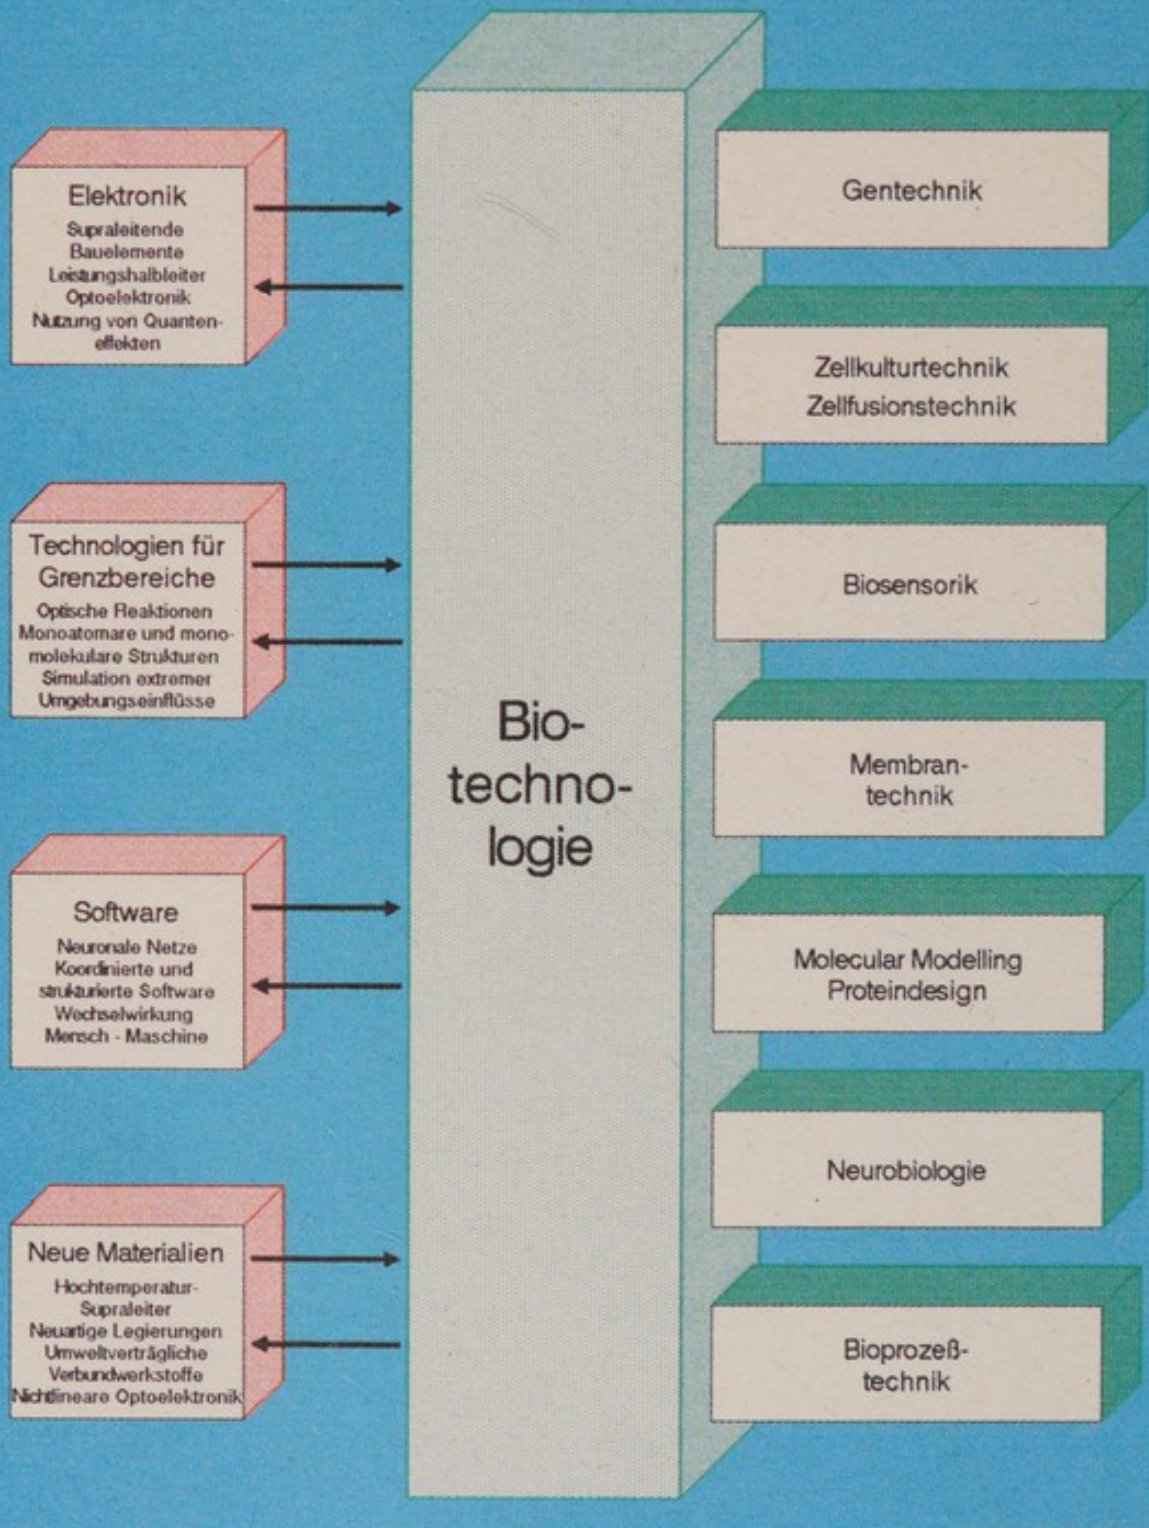 Elektronik
Supraleitende
Bauelemente
Leistungshalbleiter
Optoelektronik
Nutzung von Quanten-
effekten
Technologien für
Grenzbereiche
Optische Reaktionen
Monoatomare und mono-
molekulare Strukturen
Simulation extremer
Umgebungseinflüsse
Software
Neuronale Netze
Koordinierte und
strukturierte Software
Wechselwirkung
Mensch - Maschine
Neue Materialien
Hochtemperatur-
Supraleiter
Neuartige Legierungen
Umweltverträgliche
Verbundwerkstoffe
Nichtlineare Optoelektronik
Bio-
techno-
logie
Gentechnik
Zellkulturtechnik
Zellfusionstechnik
Biosensorik
Membran-
technik
Molecular Modelling
Proteindesign
Neurobiologie
Bioprozeß-
technik